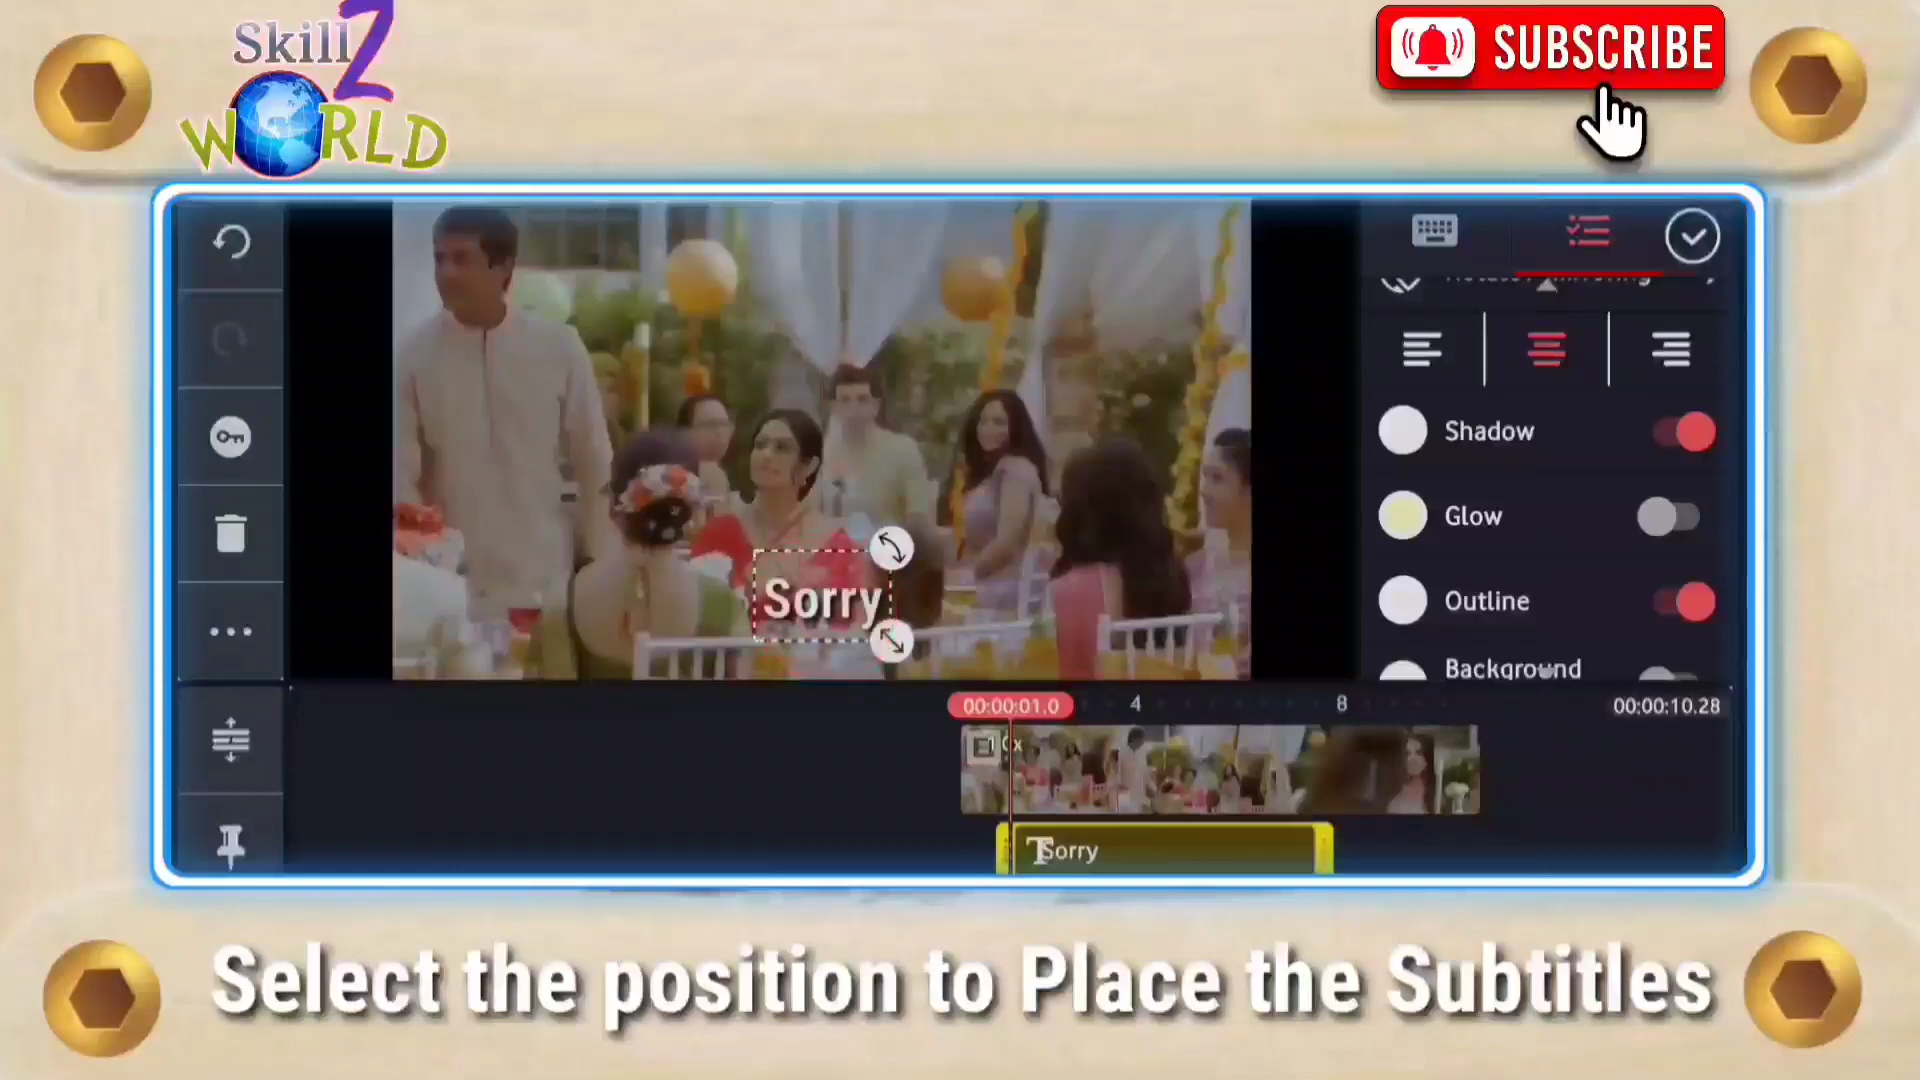 SkillZ
WORLD
SUBSCRIBE
Shadow
Glow
Outline
Background
Sorry
00:00:01.0
4
8
00:00:10.28
Sorry
Select the position to Place the Subtitles